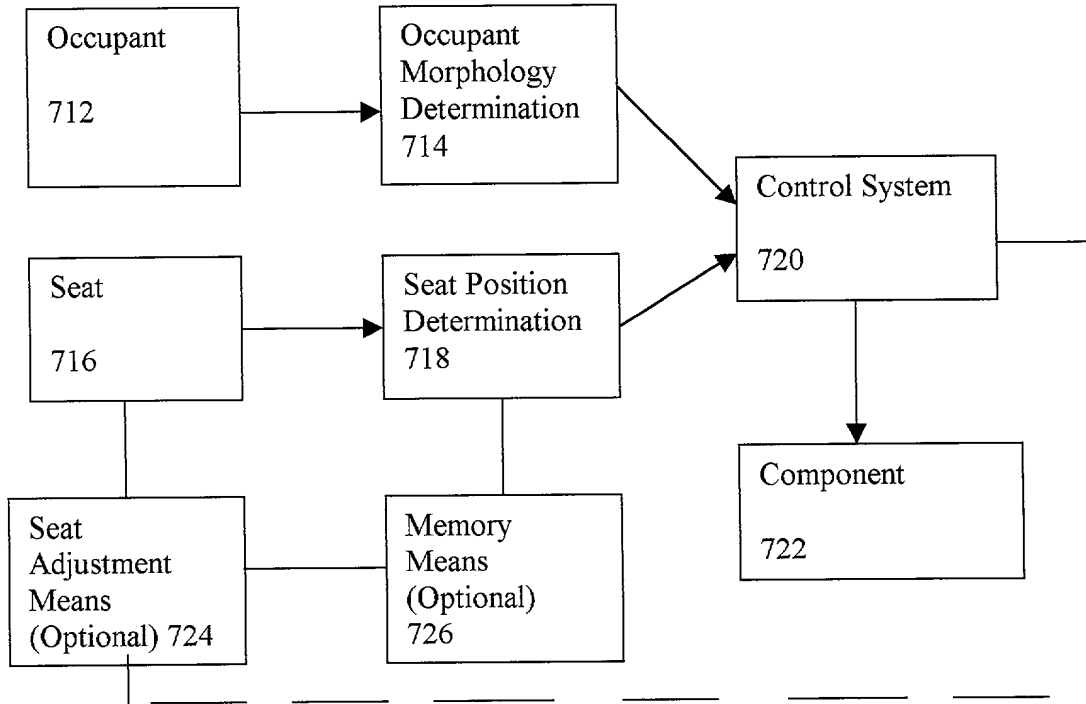 Occupant
712
Occupant
Morphology
Determination
714
Control System
720
Seat
716
Seat Position
Determination
718
Component
722
Seat
Adjustment
Means
(Optional) 724
Memory
Means
(Optional)
726